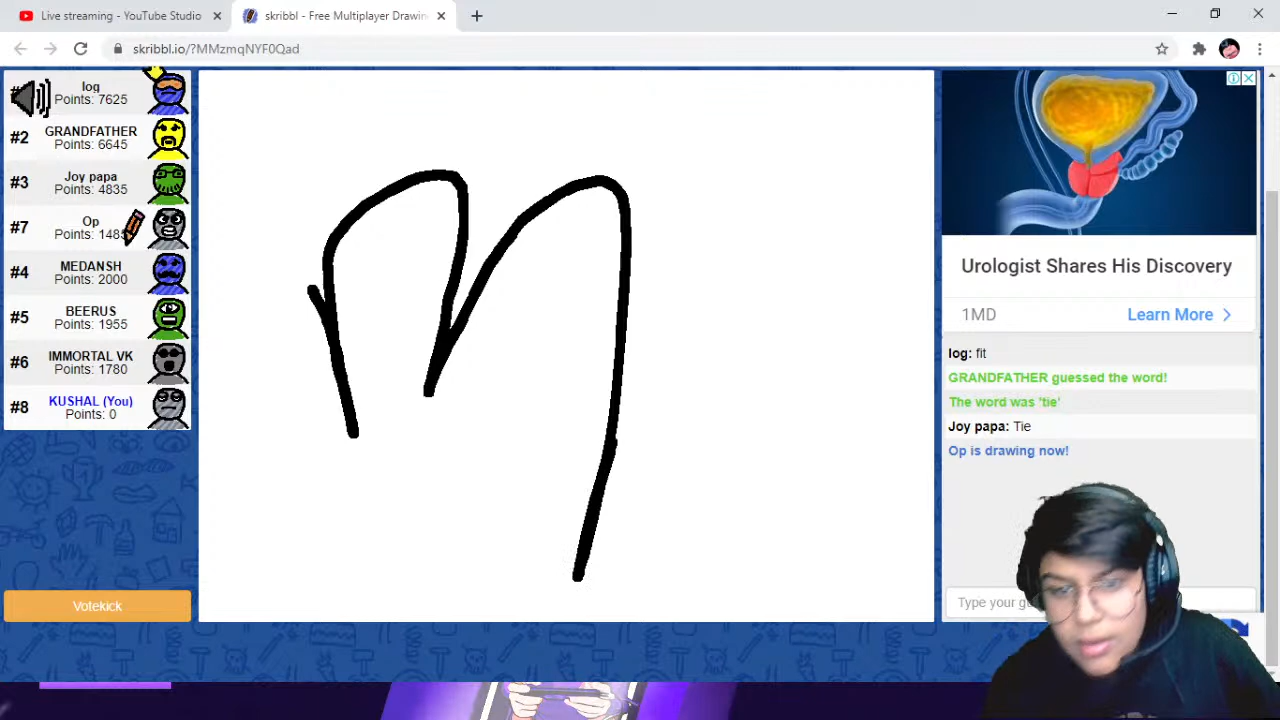 Live streaming - YouTube Studio
skribbl - Free Multiplayer Drawin
skribbl.io/?MMzmqNYF0Qad
log
Points: 7625
#2 GRANDFATHER
Points: 6645
#3 Joy papa
Points: 4835
#7 Op
Points: 1485
#4 MEDANSH
Points: 2000
#5 BEERUS
Points: 1955
#6 IMMORTAL VK
Points: 1780
#8 KUSHAL (You)
Points: 0
Votekick
m
Urologist Shares His Discovery
1MD Learn More
log: fit
GRANDFATHER guessed the word!
The word was 'tie'
Joy papa: Tie
Op is drawing now!
Type your